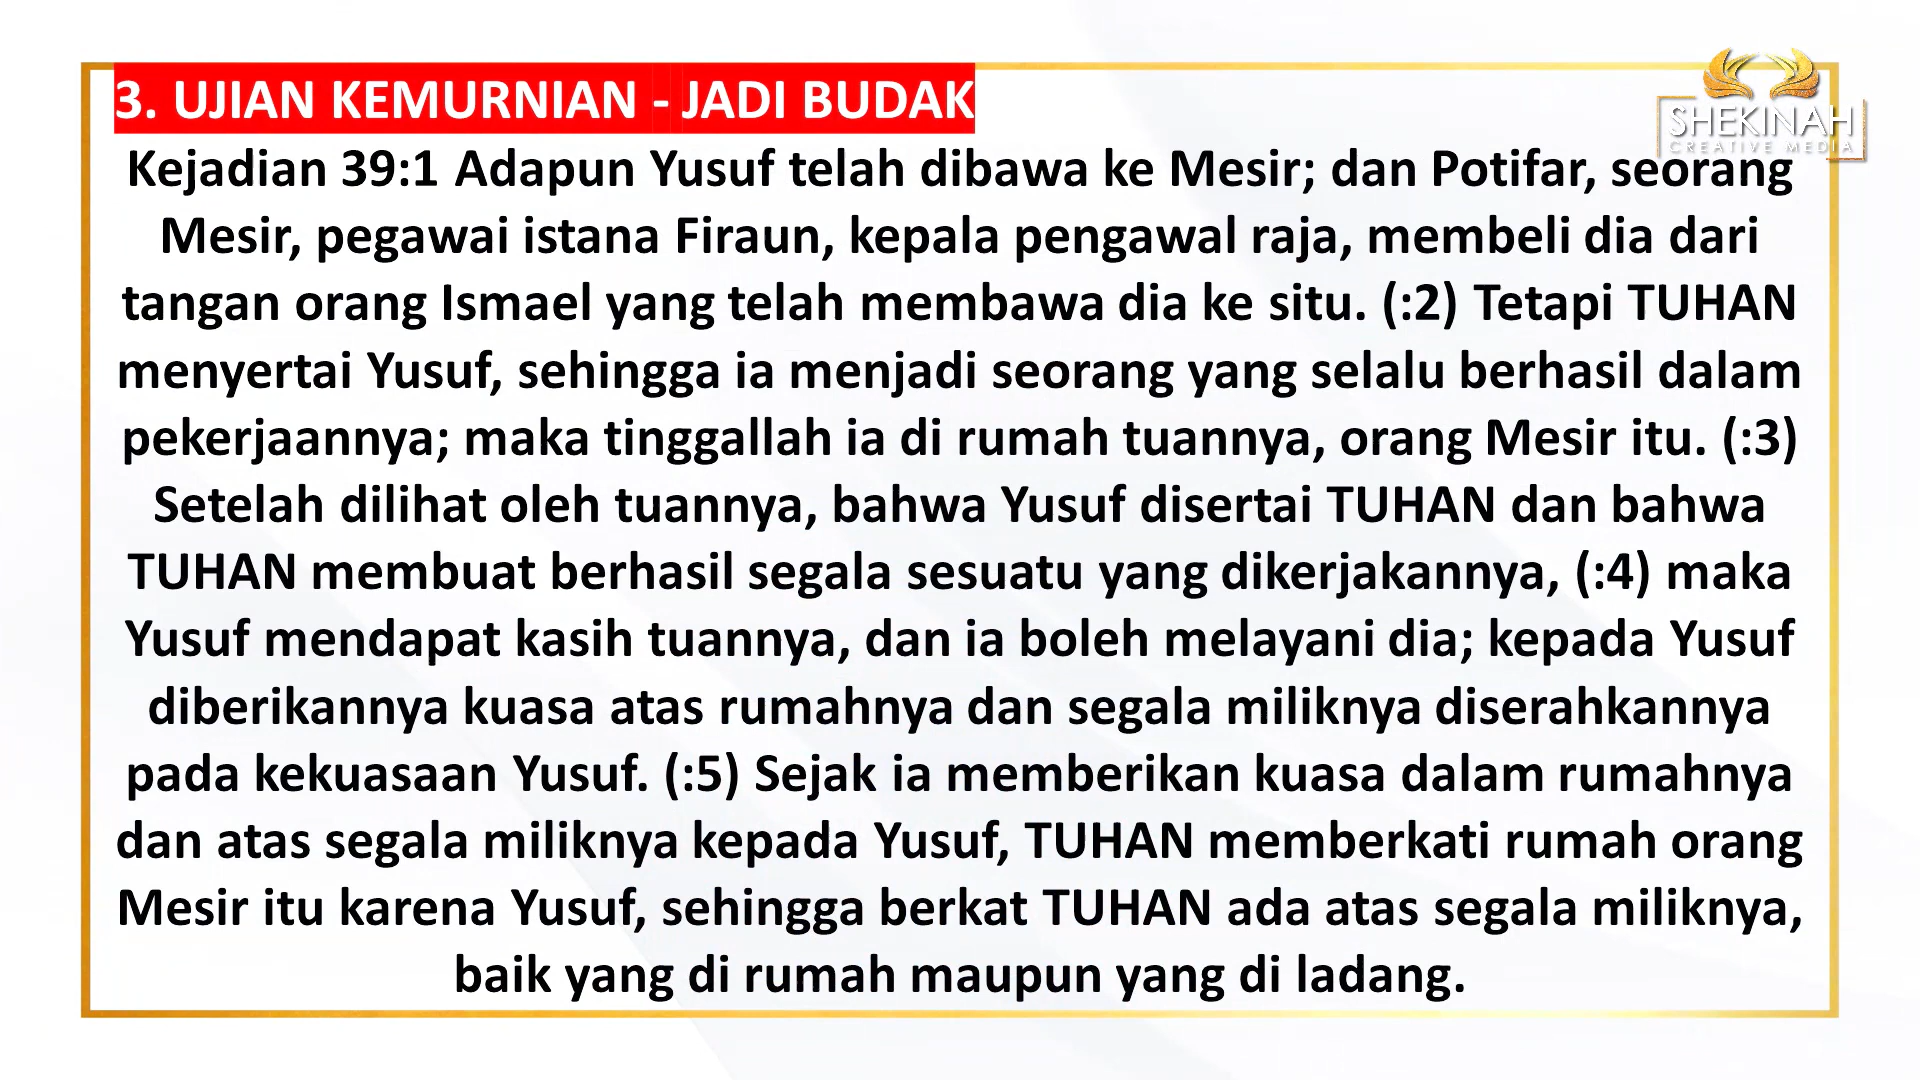 3. UJIAN KEMURNIAN - JADI BUDAK
SHEKINAH
CREATIVE MEDIA
Kejadian 39:1 Adapun Yusuf telah dibawa ke Mesir; dan Potifar, seorang
Mesir, pegawai istana Firaun, kepala pengawal raja, membeli dia dari
tangan orang Ismael yang telah membawa dia ke situ. (:2) Tetapi TUHAN
menyertai Yusuf, sehingga ia menjadi seorang yang selalu berhasil dalam
pekerjaannya; maka tinggallah ia di rumah tuannya, orang Mesir itu. (:3)
Setelah dilihat oleh tuannya, bahwa Yusuf disertai TUHAN dan bahwa
TUHAN membuat berhasil segala sesuatu yang dikerjakannya, (:4) maka
Yusuf mendapat kasih tuannya, dan ia boleh melayani dia; kepada Yusuf
diberikannya kuasa atas rumahnya dan segala miliknya diserahkannya
pada kekuasaan Yusuf. (:5) Sejak ia memberikan kuasa dalam rumahnya
dan atas segala miliknya kepada Yusuf, TUHAN memberkati rumah orang
Mesir itu karena Yusuf, sehingga berkat TUHAN ada atas segala miliknya,
baik yang di rumah maupun yang di ladang.